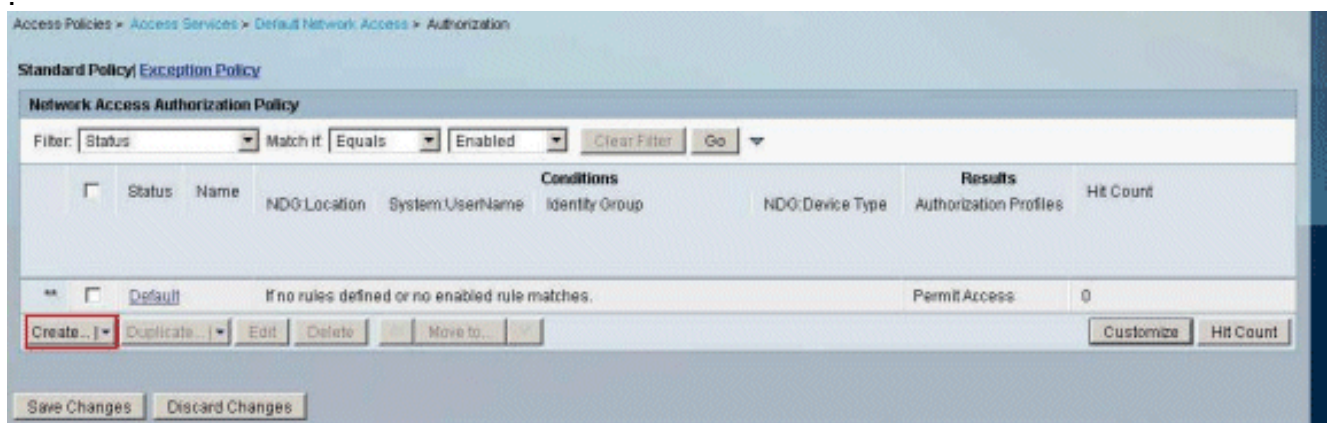 .
Access Policies > Access Services > Default Network Access > Authorization
Standard Policy| Exception Policy
Network Access Authorization Policy
Filter: Status Match if: Equals Enabled Clear Filter Go
Status Name Conditions Results Hit Count
NDG:Location System:UserName Identity Group NDG:Device Type Authorization Profiles
** Default If no rules defined or no enabled rule matches. Permit Access 0
Create... Duplicate... Edit Delete Move to... Customize Hit Count
Save Changes Discard Changes